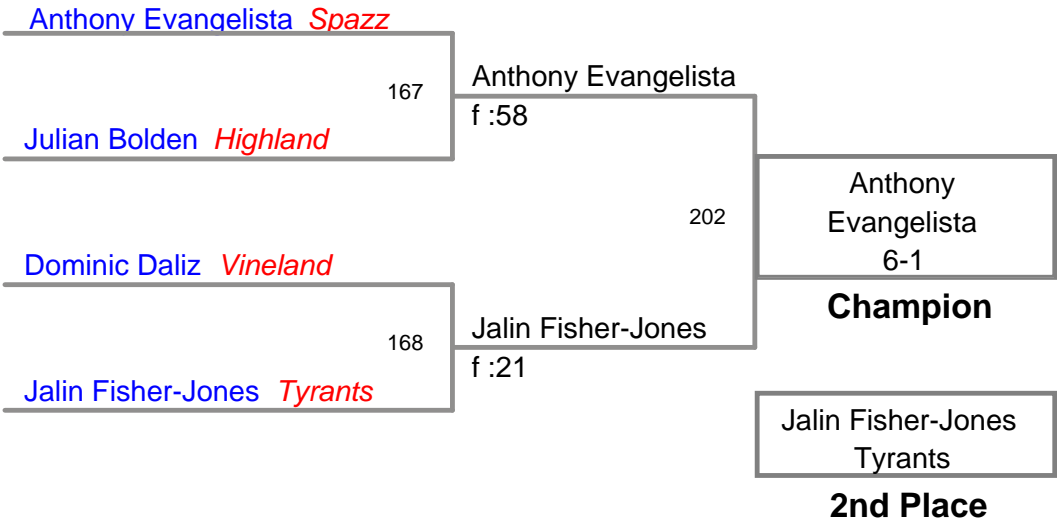 Anthony Evangelista Spazz
167
Anthony Evangelista
f :58
Julian Bolden Highland
202
Anthony
Evangelista
6-1
Champion
Dominic Daliz Vineland
168
Jalin Fisher-Jones
f :21
Jalin Fisher-Jones Tyrants
Jalin Fisher-Jones
Tyrants
2nd Place